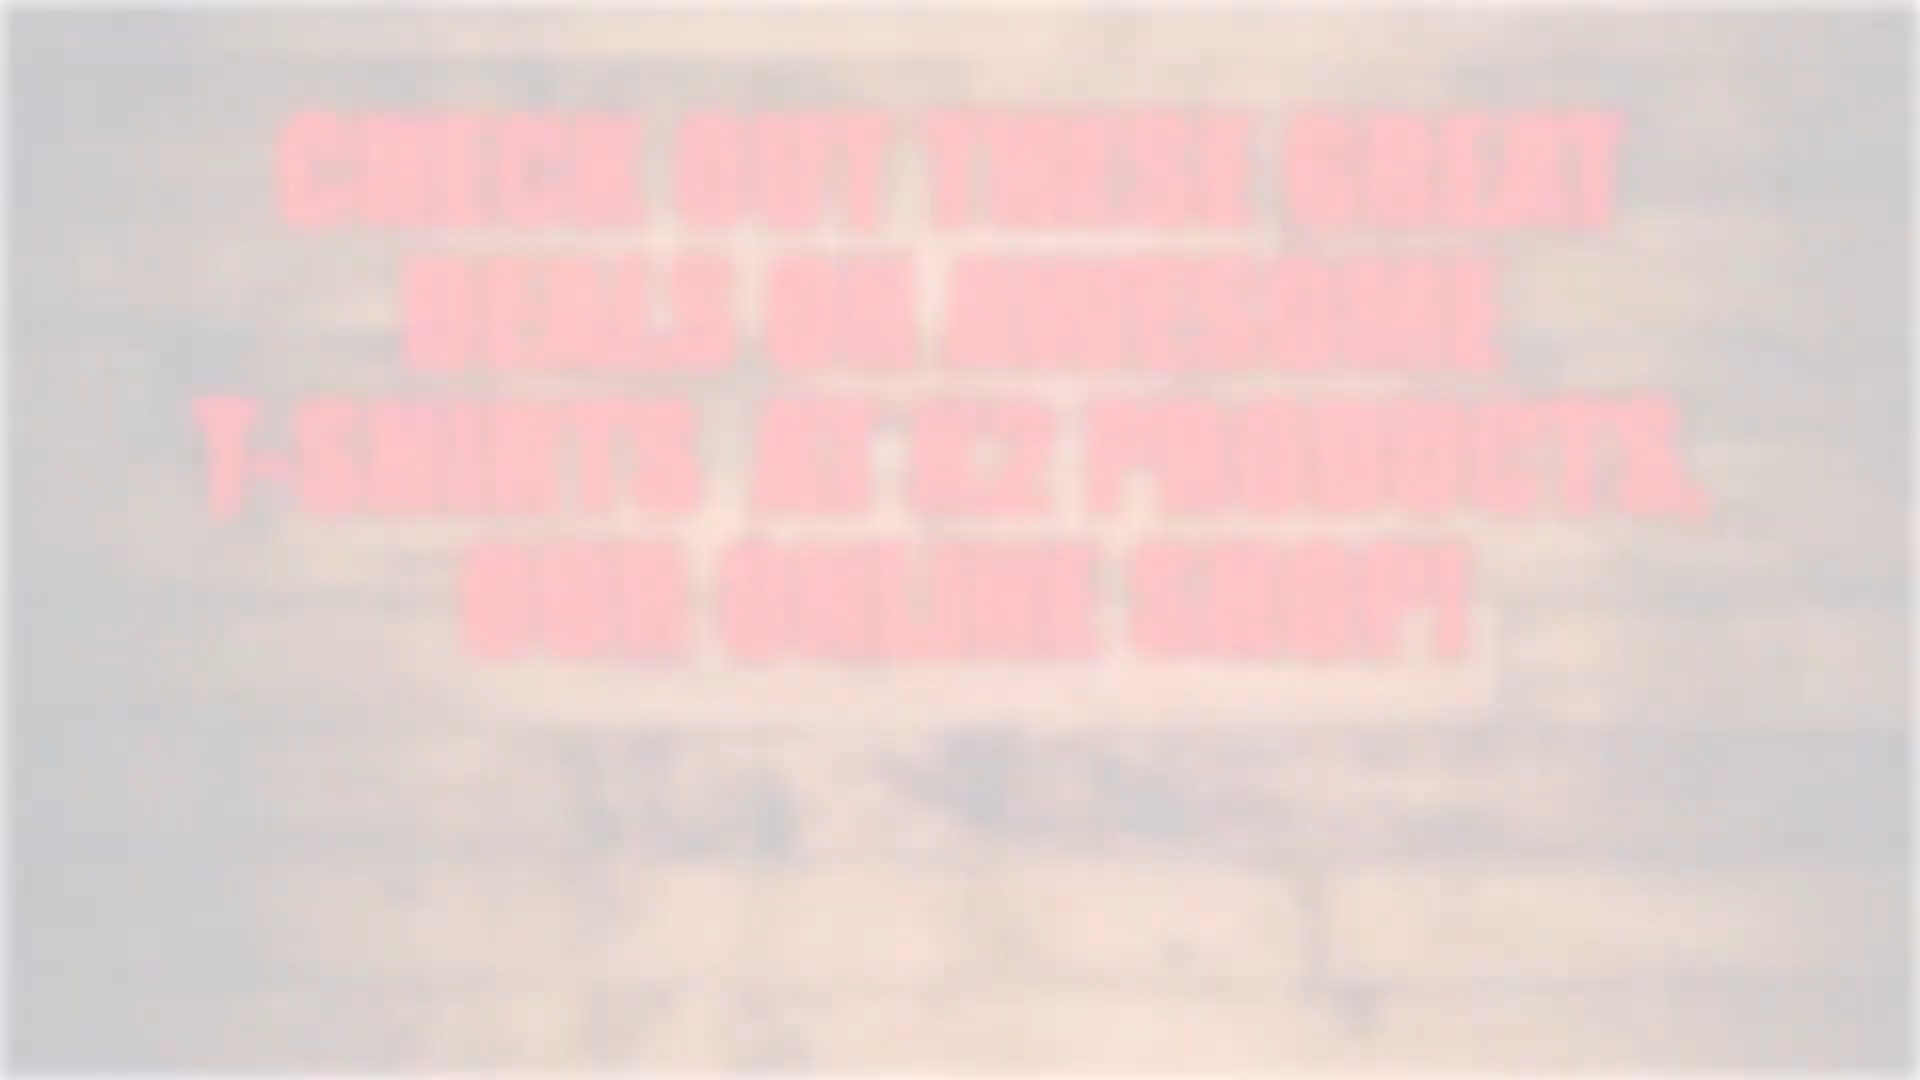 CHECK OUT THESE GREAT
DEALS ON AWESOME
T-SHIRTS AT PRODUCTS,
OUR ONLINE SHOP!